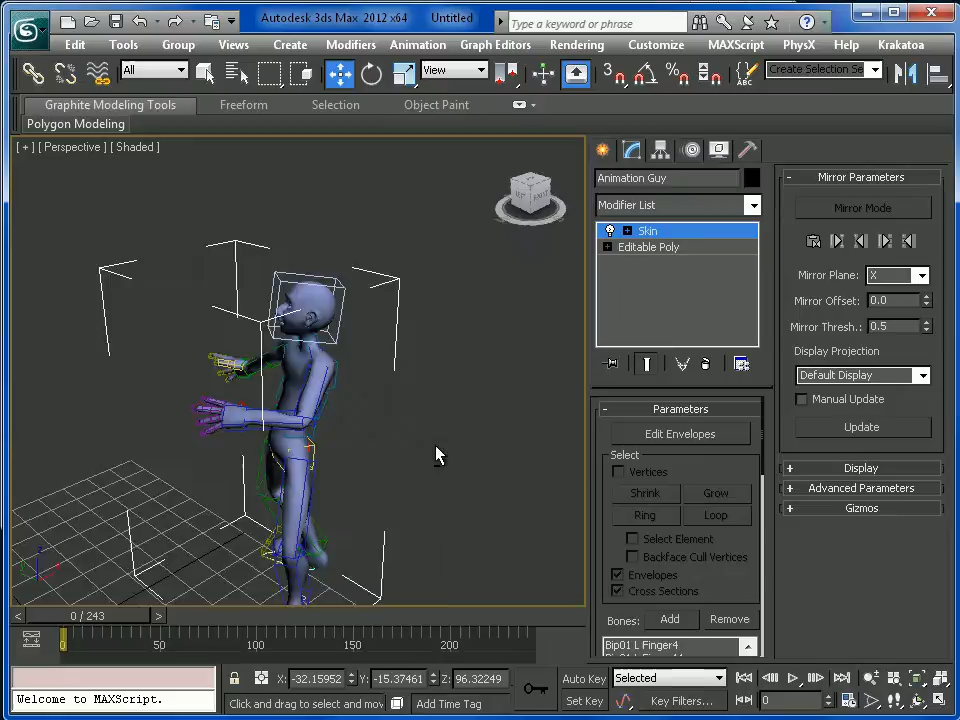 Autodesk 3ds Max 2012 x64 Untitled
Type a keyword or phrase
Edit Tools Group Views Create Modifiers Animation Graph Editors Rendering Customize MAXScript PhysX Help Krakatoa
All View Create Selection Se
Graphite Modeling Tools Freeform Selection Object Paint
Polygon Modeling
[ + ] [ Perspective ] [ Shaded ]
Animation Guy
Modifier List
Skin
Editable Poly
Parameters
Edit Envelopes
Select
Vertices
Shrink Grow
Ring Loop
Select Element
Backface Cull Vertices
Envelopes
Cross Sections
Bones: Add Remove
Bip01 L Finger4
Mirror Parameters
Mirror Mode
Mirror Plane: X
Mirror Offset: 0.0
Mirror Thresh.: 0.5
Display Projection
Default Display
Manual Update
Update
Display
Advanced Parameters
Gizmos
< 0 / 243 >
0 50 100 150 200
X: -32.15952 Y: -15.37461 Z: 96.32249
Auto Key Selected
Welcome to MAXScript.
Click and drag to select and mov
Add Time Tag
Set Key Key Filters... 0